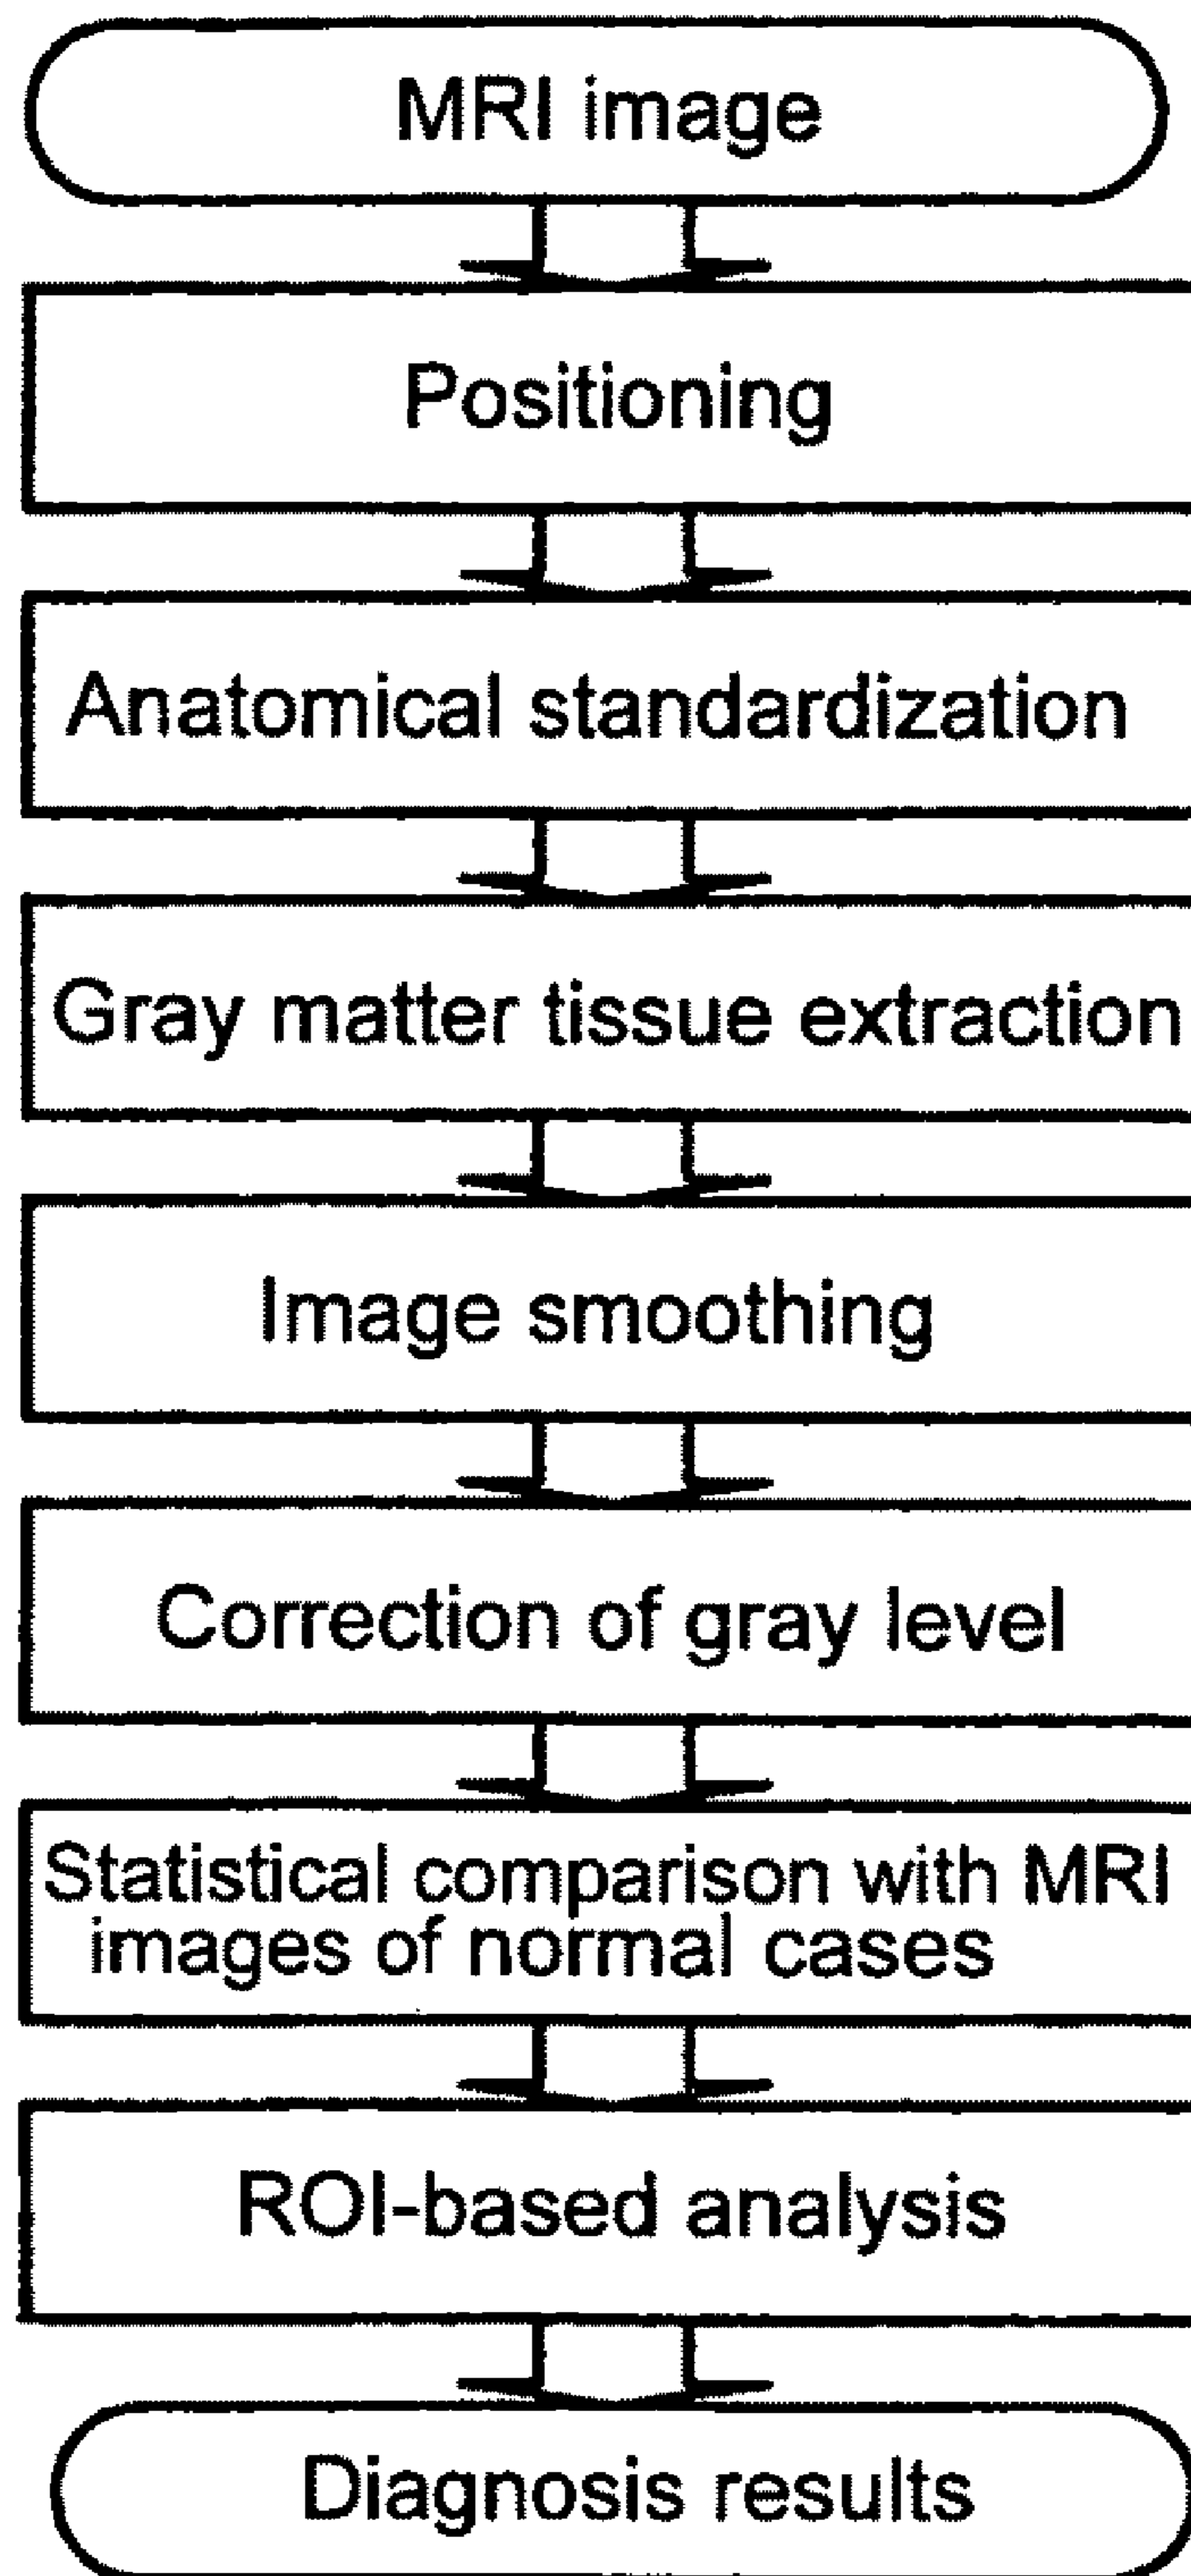 MRI image
Positioning
Anatomical standardization
Gray matter tissue extraction
Image smoothing
Correction of gray level
Statistical comparison with MRI
images of normal cases
ROI-based analysis
Diagnosis results